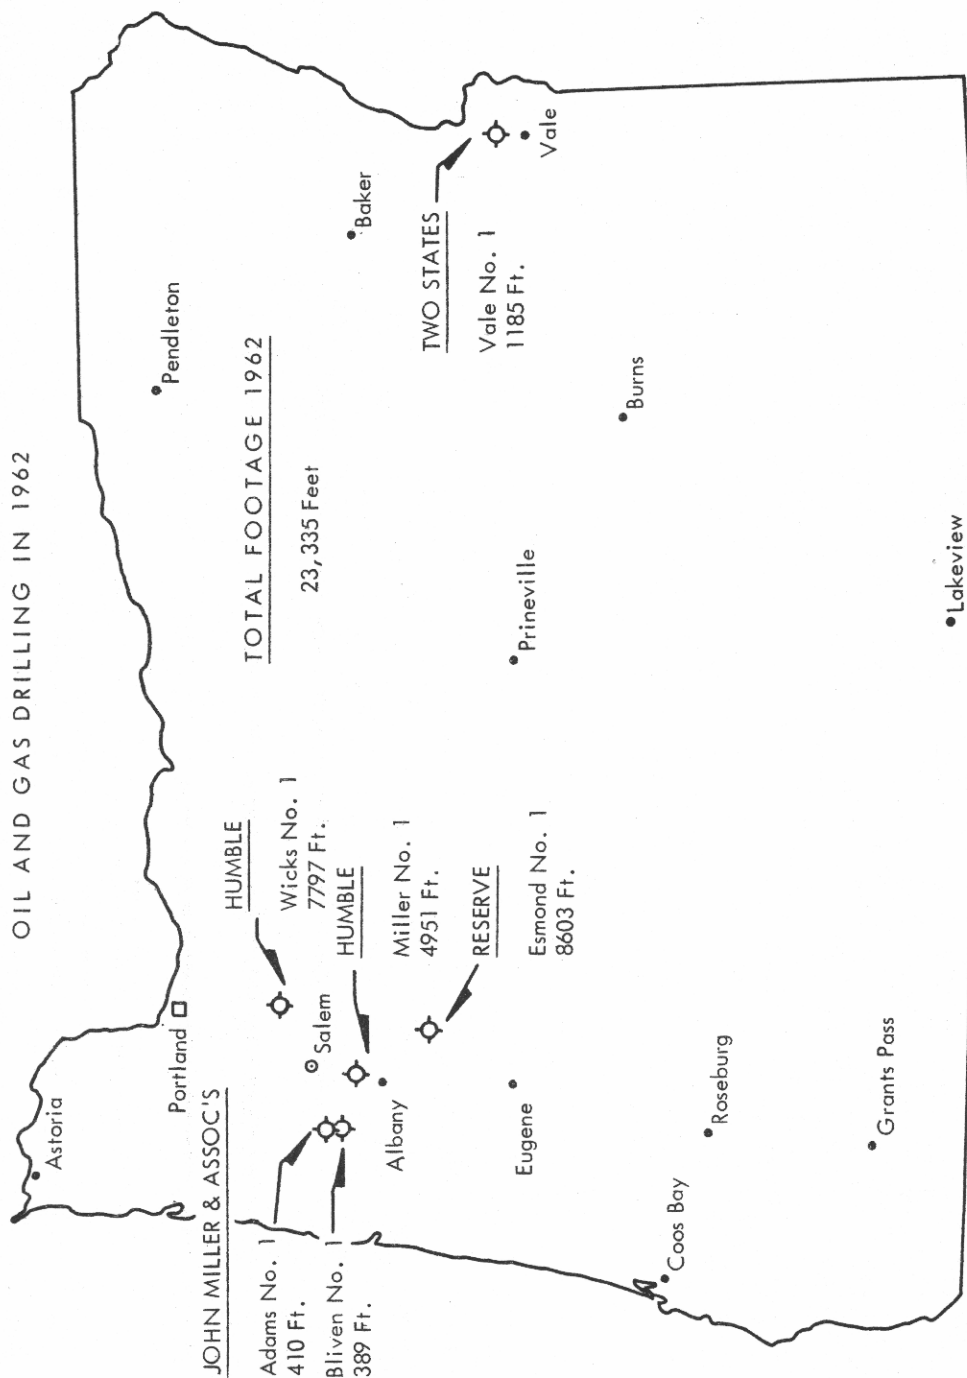 OIL AND GAS DRILLING IN 1962
Astoria
Portland
Pendleton
JOHN MILLER & ASSOC'S
Adams No. 1
410 Ft.
Bliven No. 1
389 Ft.
HUMBLE
Wicks No. 1
7797 Ft.
Salem
HUMBLE
Miller No. 1
4951 Ft.
Albany
RESERVE
Esmond No. 1
8603 Ft.
TOTAL FOOTAGE 1962
23,335 Feet
Baker
TWO STATES
Vale No. 1
1185 Ft.
Vale
Eugene
Prineville
Burns
Coos Bay
Roseburg
Grants Pass
Lakeview